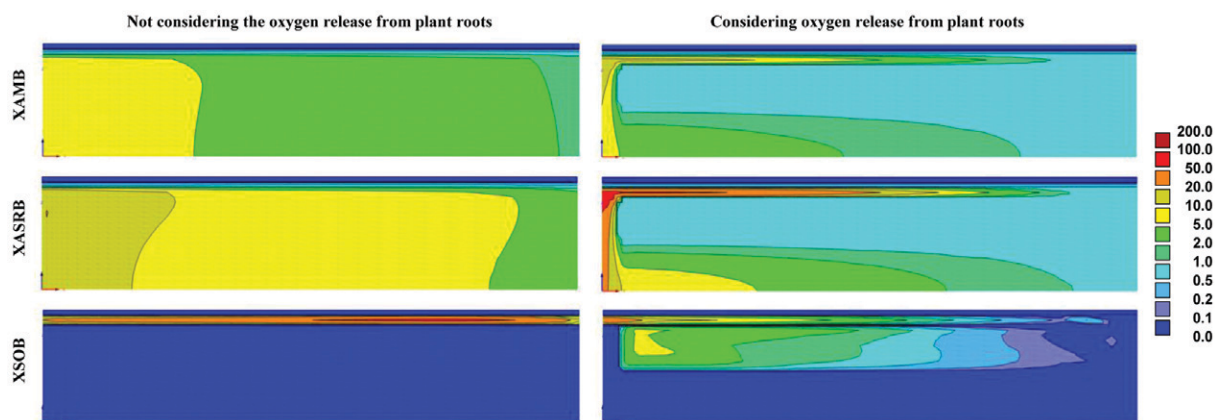 Not considering the oxygen release from plant roots
Considering oxygen release from plant roots
XAMB
XASRB
XSOB
200.0
100.0
50.0
20.0
10.0
5.0
2.0
1.0
0.5
0.2
0.1
0.0